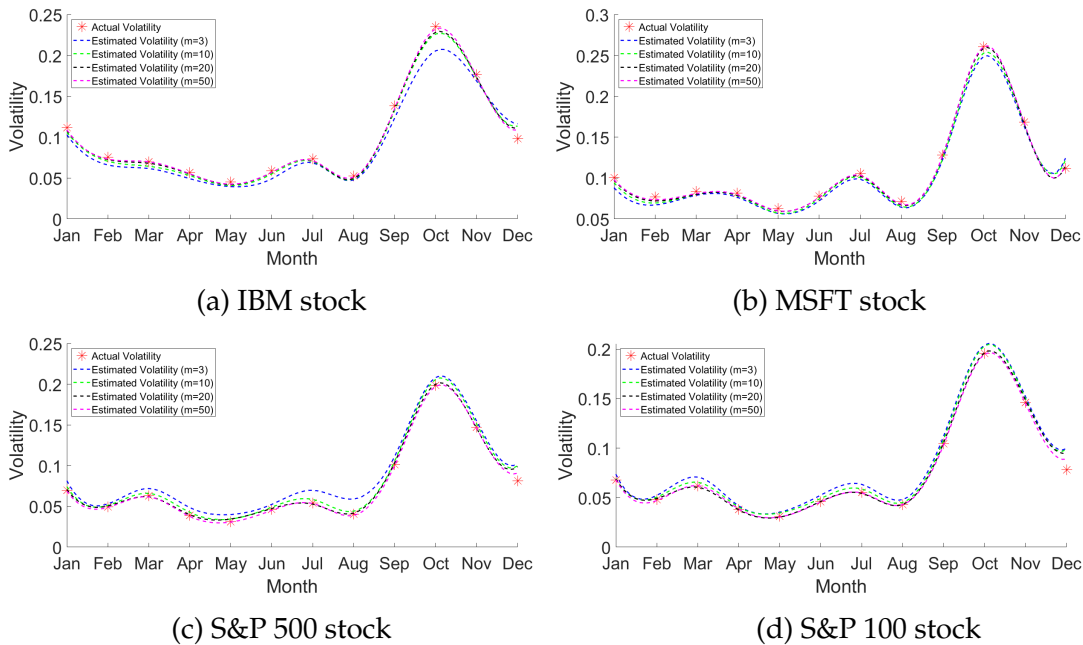 0.25
0.2
0.15
0.1
0.05
0
Volatility
Actual Volatility
Estimated Volatility (m=3)
Estimated Volatility (m=10)
Estimated Volatility (m=20)
Estimated Volatility (m=50)
Jan Feb Mar Apr May Jun Jul Aug Sep Oct Nov Dec
Month
(a) IBM stock
0.3
0.25
0.2
0.15
0.1
0.05
Volatility
Actual Volatility
Estimated Volatility (m=3)
Estimated Volatility (m=10)
Estimated Volatility (m=20)
Estimated Volatility (m=50)
Jan Feb Mar Apr May Jun Jul Aug Sep Oct Nov Dec
Month
(b) MSFT stock
0.25
0.2
0.15
0.1
0.05
0
Volatility
Actual Volatility
Estimated Volatility (m=3)
Estimated Volatility (m=10)
Estimated Volatility (m=20)
Estimated Volatility (m=50)
Jan Feb Mar Apr May Jun Jul Aug Sep Oct Nov Dec
Month
(c) S&P 500 stock
0.2
0.15
0.1
0.05
0
Volatility
Actual Volatility
Estimated Volatility (m=3)
Estimated Volatility (m=10)
Estimated Volatility (m=20)
Estimated Volatility (m=50)
Jan Feb Mar Apr May Jun Jul Aug Sep Oct Nov Dec
Month
(d) S&P 100 stock